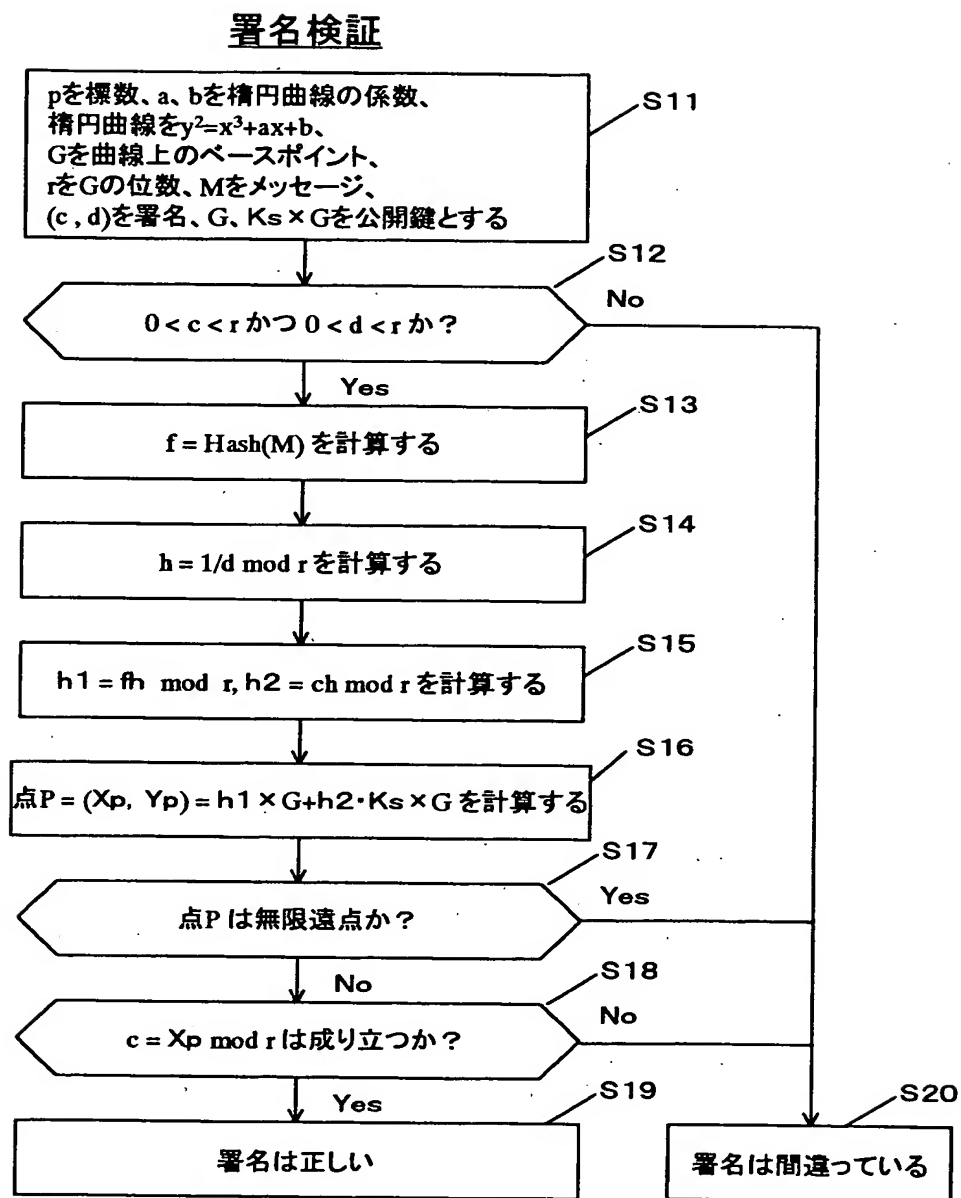 署名検証
pを標数、a、bを楕円曲線の係数、
楕円曲線をy²=x³+ax+b、
Gを曲線上のベースポイント、
rをGの位数、Mをメッセージ、
(c , d)を署名、G、Ks×Gを公開鍵とする
S11
S12
0 < c < r かつ 0 < d < r か？
No
Yes
S13
f = Hash(M) を計算する
S14
h = 1/d mod r を計算する
S15
h1 = fh mod r, h2 = ch mod r を計算する
S16
点P = (Xp, Yp) = h1×G+h2・Ks×G を計算する
S17
点P は無限遠点か？
Yes
No
S18
c = Xp mod r は成り立つか？
No
Yes
S19
署名は正しい
S20
署名は間違っている